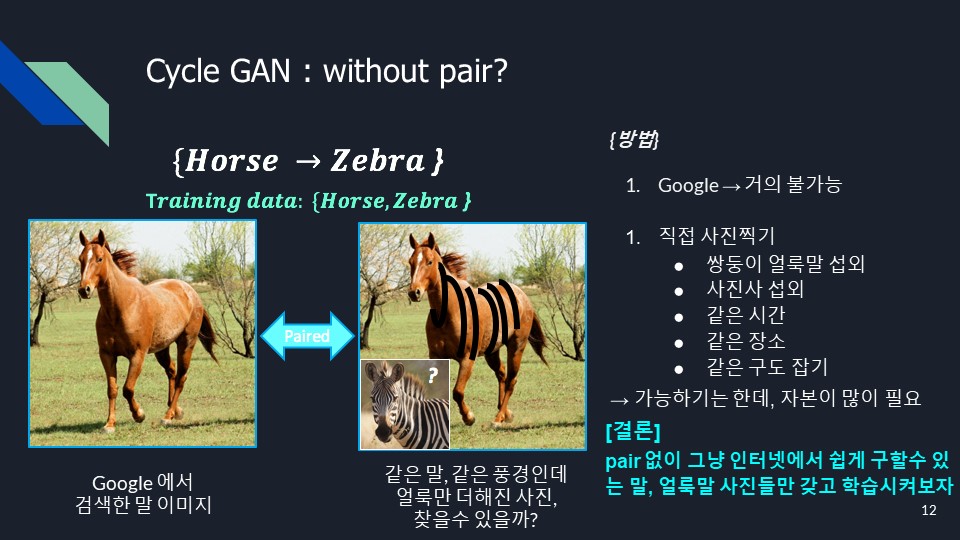 Cycle GAN : without pair?
{Horse → Zebra }
Training data: {Horse, Zebra }
Paired
?
Google 에서
검색한 말 이미지
같은 말, 같은 풍경인데
얼룩만 더해진 사진,
찾을수 있을까?
{방법}
1. Google → 거의 불가능
1. 직접 사진찍기
● 쌍둥이 얼룩말 섭외
● 사진사 섭외
● 같은 시간
● 같은 장소
● 같은 구도 잡기
→ 가능하기는 한데, 자본이 많이 필요
[결론]
pair 없이 그냥 인터넷에서 쉽게 구할수 있
는 말, 얼룩말 사진들만 갖고 학습시켜보자
12